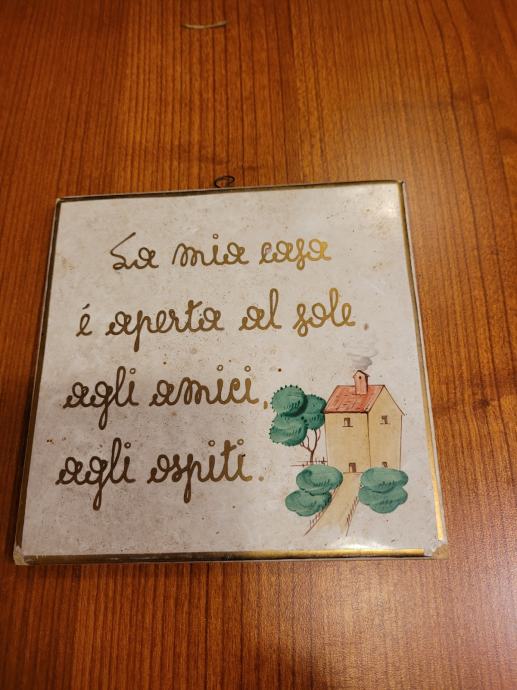 La mia casa
é aperta al sole,
agli amici,
agli ospiti.